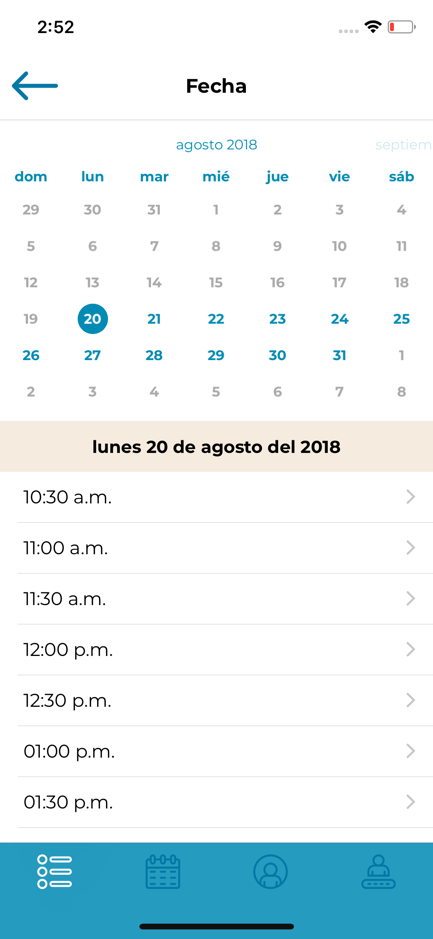 2:52
Fecha
agosto 2018 septiem
dom lun mar mié jue vie sáb
29 30 31 1 2 3 4
5 6 7 8 9 10 11
12 13 14 15 16 17 18
19 20 21 22 23 24 25
26 27 28 29 30 31 1
2 3 4 5 6 7 8
lunes 20 de agosto del 2018
10:30 a.m.
11:00 a.m.
11:30 a.m.
12:00 p.m.
12:30 p.m.
01:00 p.m.
01:30 p.m.